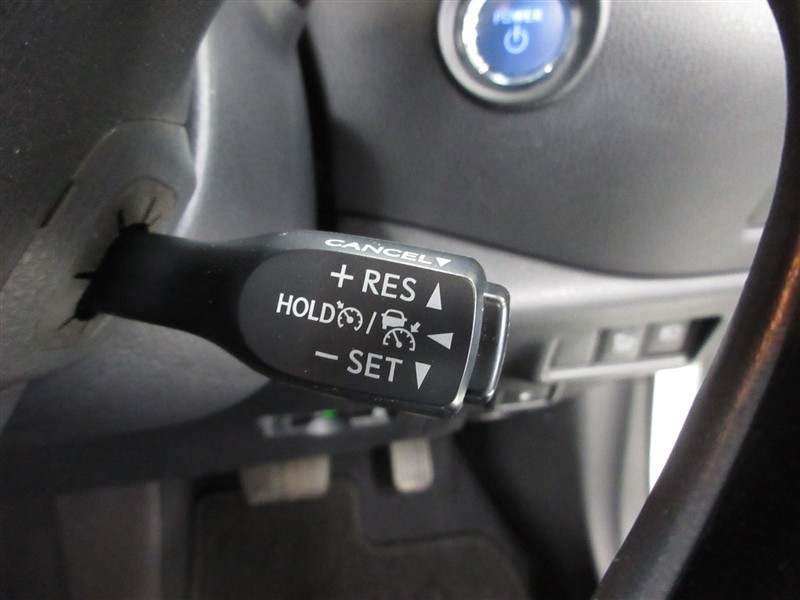 POWER
CANCEL▼
+ RES ▲
HOLD / ◀
− SET ▼